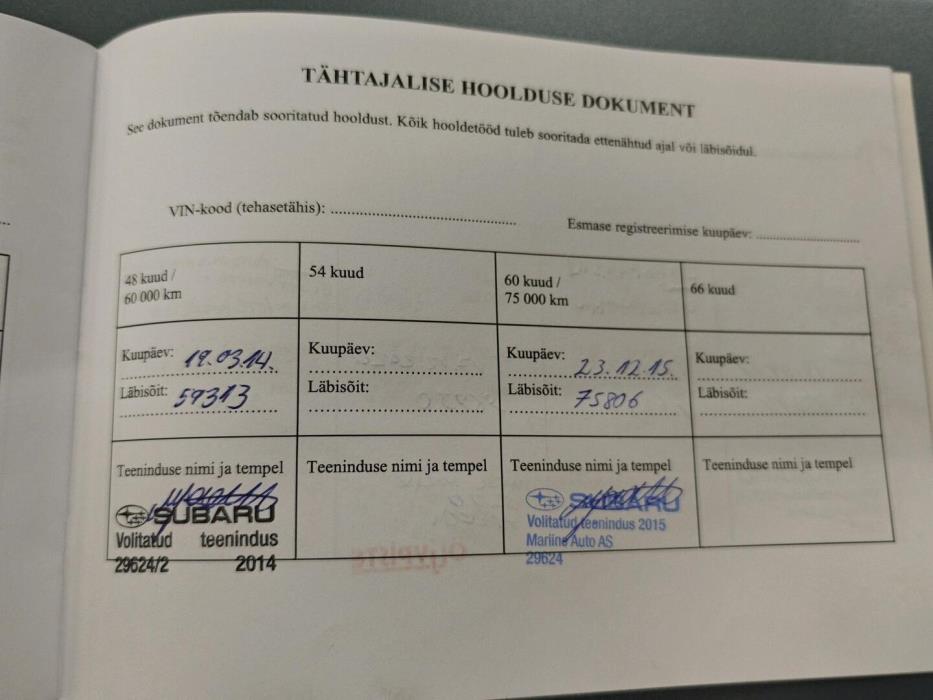 TÄHTAJALISE HOOLDUSE DOKUMENT
See dokument tõendab sooritatud hooldust. Kõik hooldetööd tuleb sooritada ettenähtud ajal või läbisõidul.
VIN-kood (tehasetähis): ........................................ Esmase registreerimise kuupäev: ........................
48 kuud /
60 000 km
54 kuud
60 kuud /
75 000 km
66 kuud
Kuupäev: 19.03.14.
Läbisõit: 59313
Kuupäev:
Läbisõit:
Kuupäev: 23.12.15.
Läbisõit: 75806
Kuupäev:
Läbisõit:
Teeninduse nimi ja tempel
SUBARU
Volitatud teenindus
29624/2 2014
Teeninduse nimi ja tempel
Teeninduse nimi ja tempel
SUBARU
Volitatud teenindus 2015
Mariine Auto AS
29624
Teeninduse nimi ja tempel